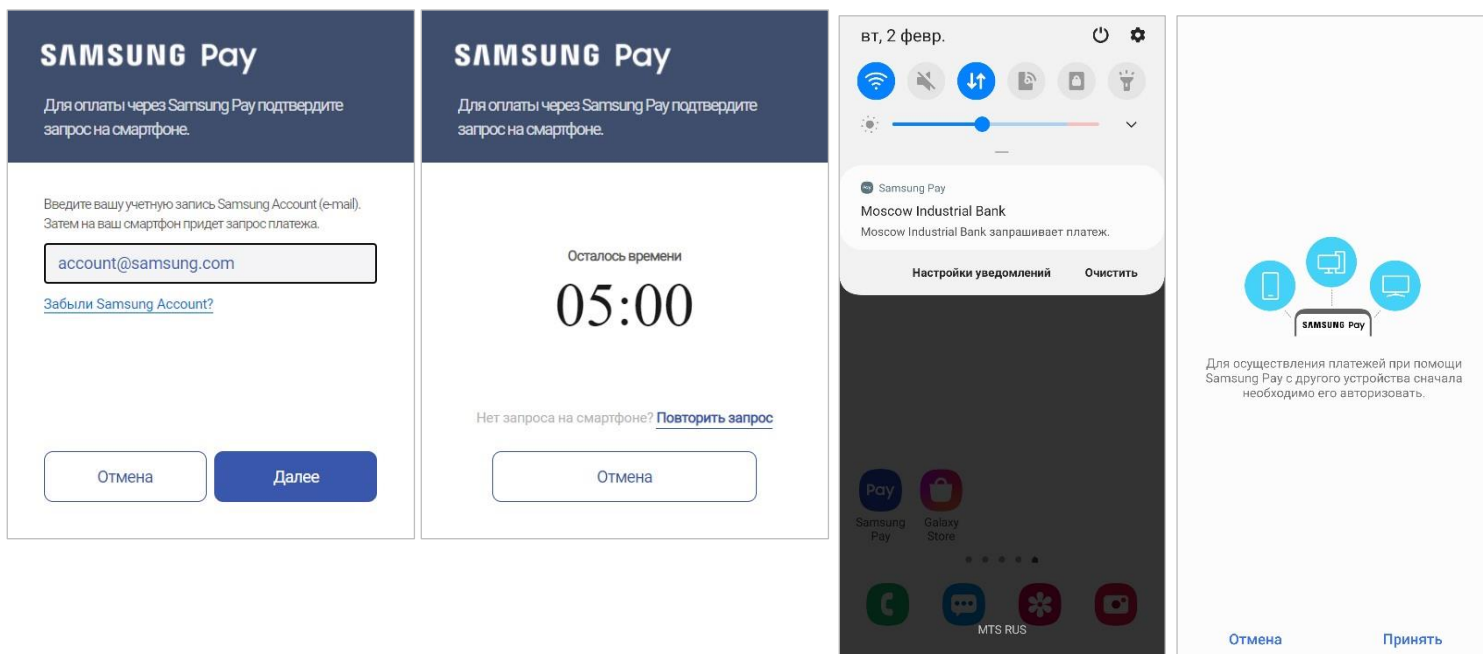 SAMSUNG Pay
Для оплаты через Samsung Pay подтвердите
запрос на смартфоне.
Введите вашу учетную запись Samsung Account (e-mail).
Затем на ваш смартфон придет запрос платежа.
account@samsung.com
Забыли Samsung Account?
Отмена
Далее
SAMSUNG Pay
Для оплаты через Samsung Pay подтвердите
запрос на смартфоне.
Осталось времени
05:00
Нет запроса на смартфоне? Повторить запрос
Отмена
вт, 2 февр.
Samsung Pay
Moscow Industrial Bank
Moscow Industrial Bank запрашивает платеж.
Настройки уведомлений
Очистить
Pay
Samsung
Pay
Galaxy
Store
MTS RUS
SAMSUNG Pay
Для осуществления платежей при помощи
Samsung Pay с другого устройства сначала
необходимо его авторизовать.
Отмена
Принять